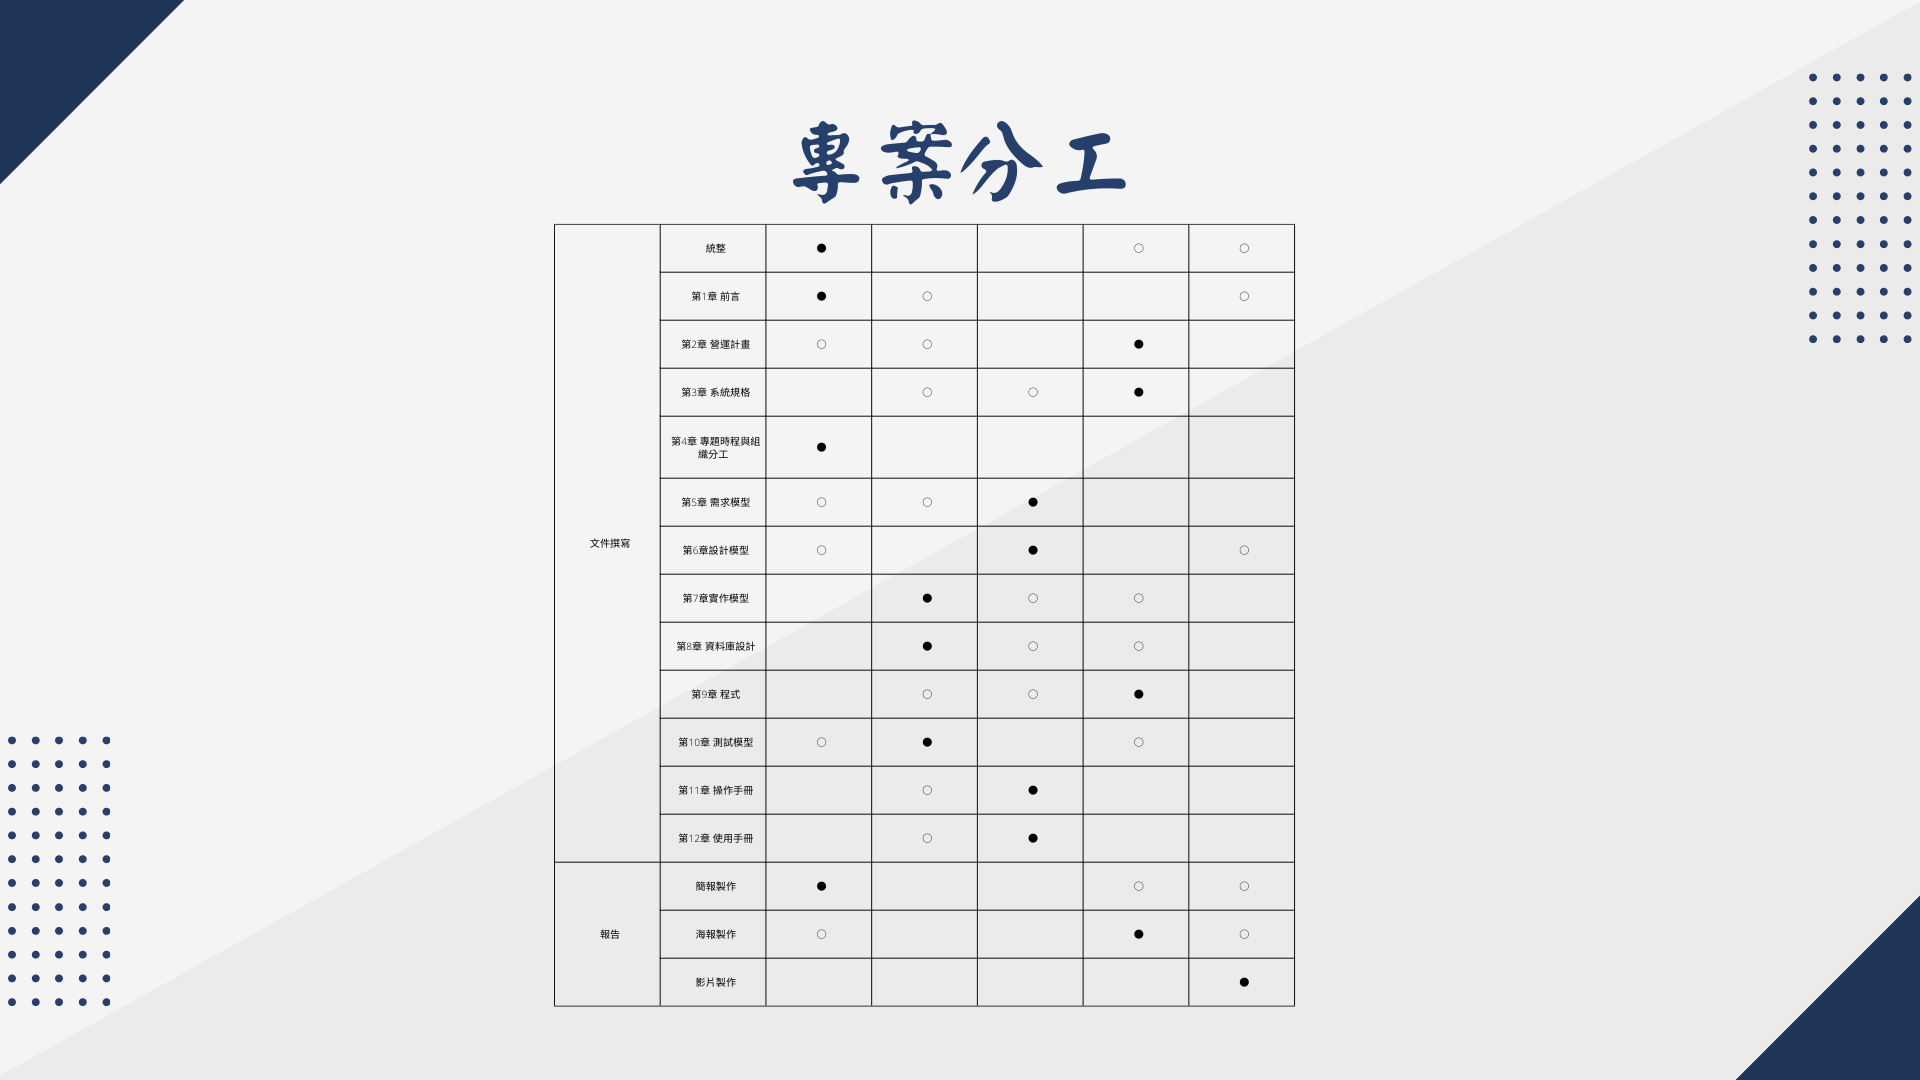 專案分工
文件撰寫
統整 ● ○ ○
第1章 前言 ● ○ ○
第2章 營運計畫 ○ ○ ●
第3章 系統規格 ○ ○ ●
第4章 專題時程與組
織分工 ●
第5章 需求模型 ○ ○ ●
第6章設計模型 ○ ● ○
第7章實作模型 ● ○ ○
第8章 資料庫設計 ● ○ ○
第9章 程式 ○ ○ ●
第10章 測試模型 ○ ● ○
第11章 操作手冊 ○ ●
第12章 使用手冊 ○ ●
報告
簡報製作 ● ○ ○
海報製作 ○ ● ○
影片製作 ●